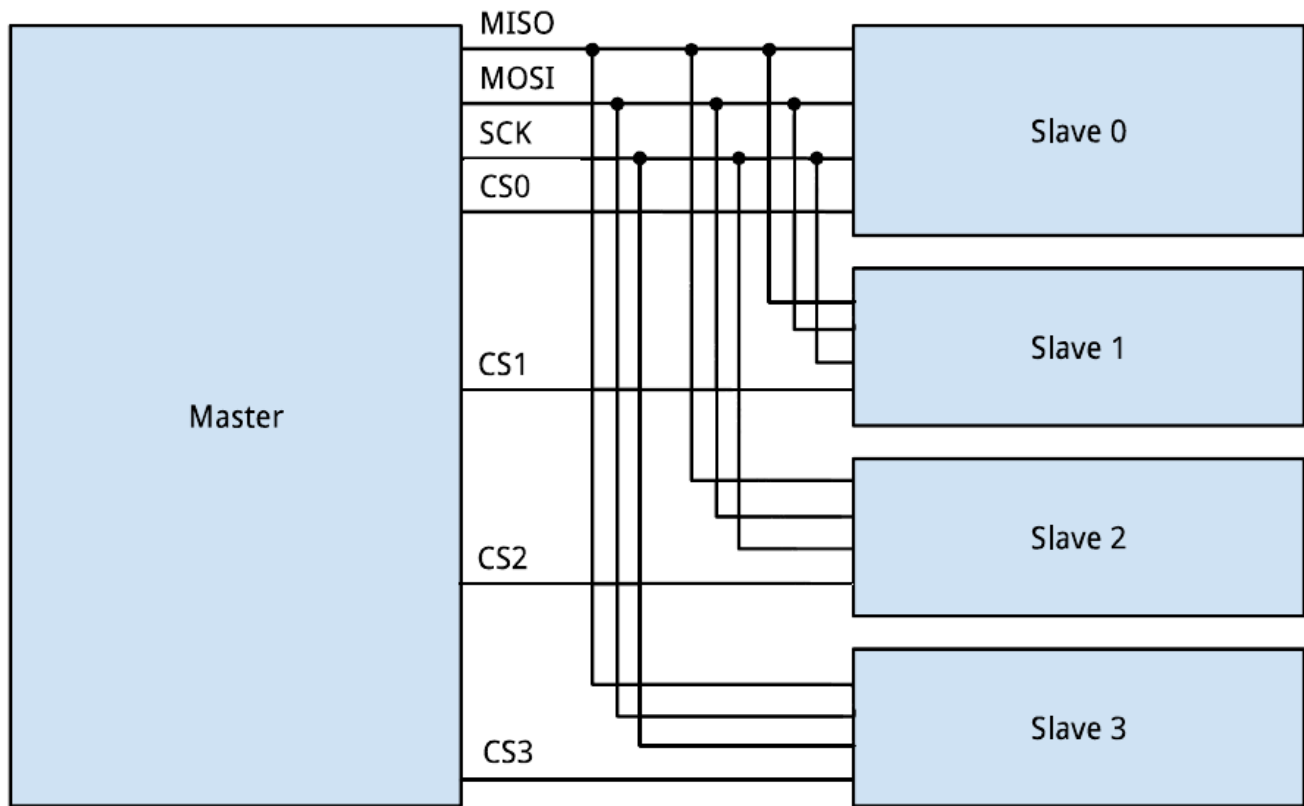 MISO
MOSI
SCK
CS0
Slave 0
CS1
Slave 1
Master
CS2
Slave 2
CS3
Slave 3